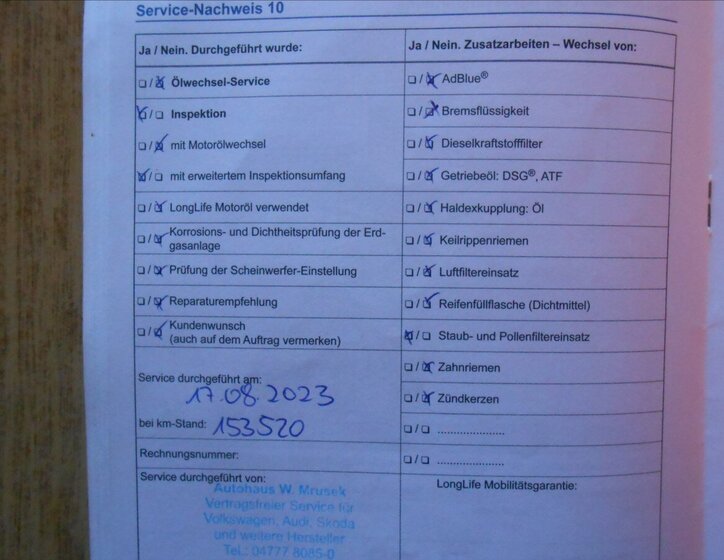 Service-Nachweis 10
Ja / Nein. Durchgeführt wurde:
☐/☒ Ölwechsel-Service
☒/☐ Inspektion
☐/☒ mit Motorölwechsel
☒/☐ mit erweitertem Inspektionsumfang
☐/☒ LongLife Motoröl verwendet
☐/☒ Korrosions- und Dichtheitsprüfung der Erd-
gasanlage
☐/☒ Prüfung der Scheinwerfer-Einstellung
☐/☒ Reparaturempfehlung
☐/☒ Kundenwunsch
(auch auf dem Auftrag vermerken)
Service durchgeführt am:
17.08.2023
bei km-Stand: 153520
Rechnungsnummer:
Service durchgeführt von:
Autohaus W. Mrusek
Vertragsfreier Service für
Volkswagen, Audi, Skoda
und weitere Hersteller
Tel.: 04777 8085-0
Ja / Nein. Zusatzarbeiten – Wechsel von:
☐/☒ AdBlue®
☐/☒ Bremsflüssigkeit
☐/☒ Dieselkraftstofffilter
☐/☒ Getriebeöl: DSG®, ATF
☐/☒ Haldexkupplung: Öl
☐/☒ Keilrippenriemen
☐/☒ Luftfiltereinsatz
☐/☒ Reifenfüllflasche (Dichtmittel)
☒/☐ Staub- und Pollenfiltereinsatz
☐/☒ Zahnriemen
☐/☒ Zündkerzen
☐/☐ .....................
☐/☐ .....................
LongLife Mobilitätsgarantie: